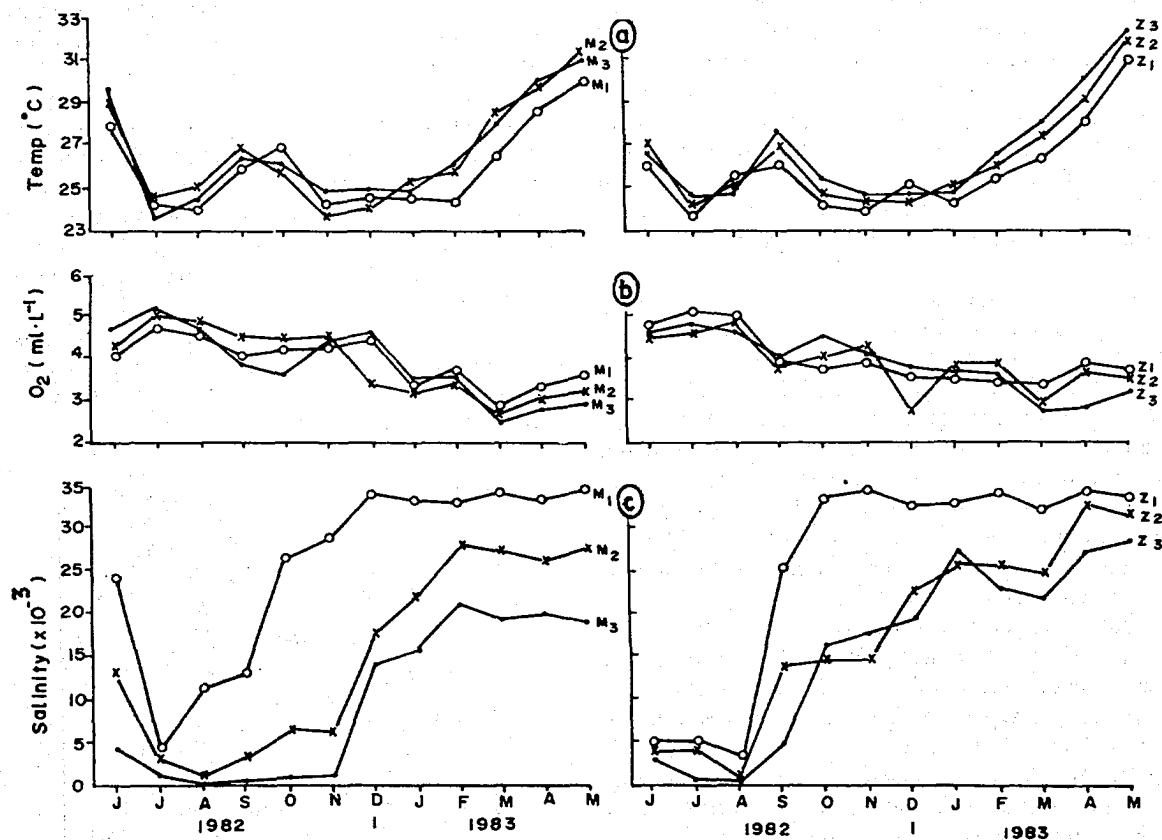 33
31
29
27
25
23
Temp (°C)
M2
M3
M1
a
Z3
Z2
Z1
6
5
4
3
2
O2 (ml·L-1)
M1
M2
M3
b
Z1
Z2
Z3
35
30
25
20
15
10
5
0
Salinity (x10-3)
M1
M2
M3
c
Z1
Z2
Z3
J J A S O N D J F M A M
1982 I 1983
J J A S O N D J F M A M
1982 I 1983